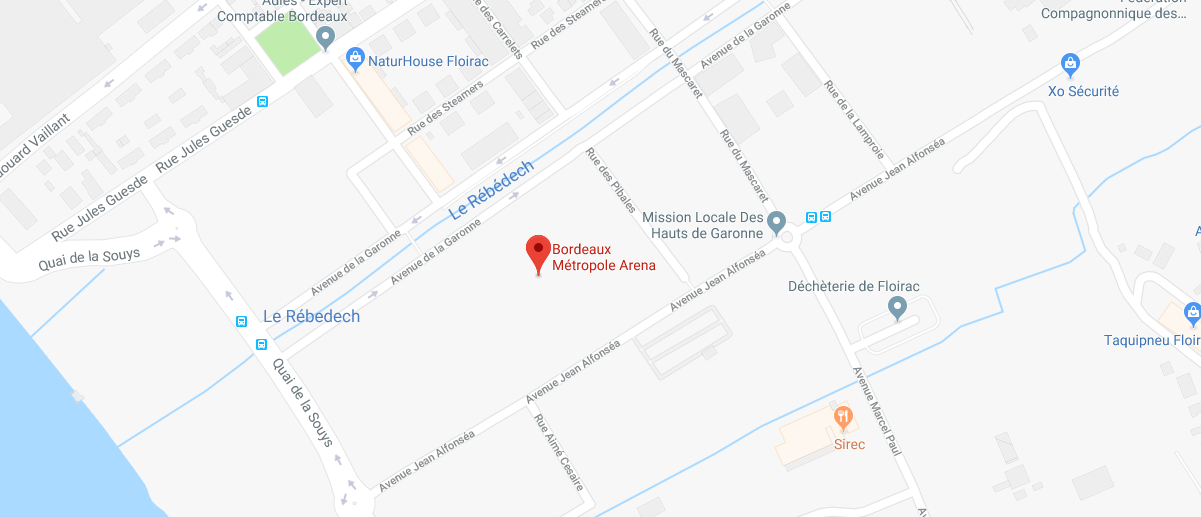 Adles - Expert
Comptable Bordeaux
Fédération
Compagnonnique des...
Rue des Carrelets
Rue des Steamers
Rue du Mascaret
Avenue de la Garonne
NaturHouse Floirac
Xo Sécurité
Rue de la Lamproie
Rue des Steamers
Vaillant
Rue Jules Guesde
Rue des Pibales
Rue du Mascaret
Avenue Jean Alfonséa
Le Rébédech
Rue Jules Guesde
Mission Locale Des
Hauts de Garonne
Quai de la Souys
Avenue de la Garonne
Avenue de la Garonne
Bordeaux
Métropole Arena
Avenue Jean Alfonséa
Déchèterie de Floirac
Le Rébedech
Taquipneu Floir
Avenue Jean Alfonséa
Quai de la Souys
Avenue Marcel Paul
Rue Aimé Cesaire
Sirec
Avenue Jean Alfonséa